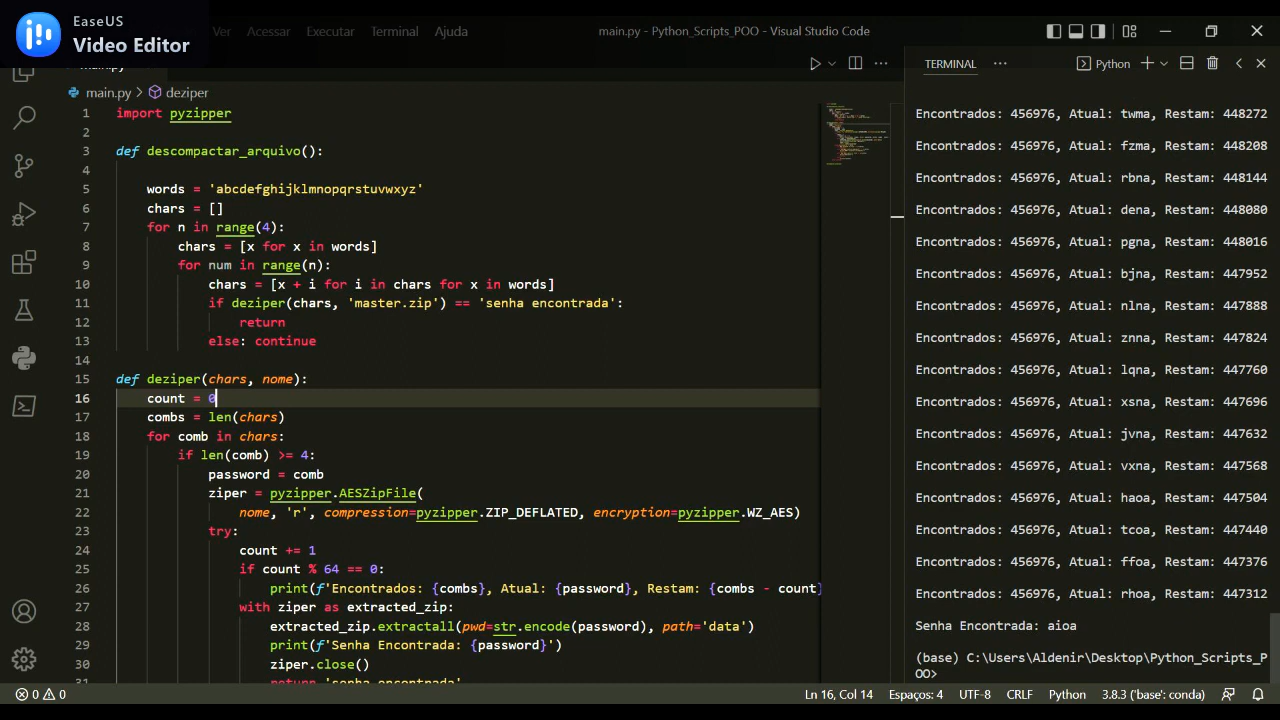 EaseUS
Video Editor
Ver Acessar Executar Terminal Ajuda
main.py - Python_Scripts_POO - Visual Studio Code
main.py
main.py > deziper
1 import pyzipper
2
3 def descompactar_arquivo():
4
5 words = 'abcdefghijklmnopqrstuvwxyz'
6 chars = []
7 for n in range(4):
8 chars = [x for x in words]
9 for num in range(n):
10 chars = [x + i for i in chars for x in words]
11 if deziper(chars, 'master.zip') == 'senha encontrada':
12 return
13 else: continue
14
15 def deziper(chars, nome):
16 count = 0
17 combs = len(chars)
18 for comb in chars:
19 if len(comb) >= 4:
20 password = comb
21 ziper = pyzipper.AESZipFile(
22 nome, 'r', compression=pyzipper.ZIP_DEFLATED, encryption=pyzipper.WZ_AES)
23 try:
24 count += 1
25 if count % 64 == 0:
26 print(f'Encontrados: {combs}, Atual: {password}, Restam: {combs - count}
27 with ziper as extracted_zip:
28 extracted_zip.extractall(pwd=str.encode(password), path='data')
29 print(f'Senha Encontrada: {password}')
30 ziper.close()
31 return 'senha encontrada'
TERMINAL
Python
Encontrados: 456976, Atual: twma, Restam: 448272
Encontrados: 456976, Atual: fzma, Restam: 448208
Encontrados: 456976, Atual: rbna, Restam: 448144
Encontrados: 456976, Atual: dena, Restam: 448080
Encontrados: 456976, Atual: pgna, Restam: 448016
Encontrados: 456976, Atual: bjna, Restam: 447952
Encontrados: 456976, Atual: nlna, Restam: 447888
Encontrados: 456976, Atual: znna, Restam: 447824
Encontrados: 456976, Atual: lqna, Restam: 447760
Encontrados: 456976, Atual: xsna, Restam: 447696
Encontrados: 456976, Atual: jvna, Restam: 447632
Encontrados: 456976, Atual: vxna, Restam: 447568
Encontrados: 456976, Atual: haoa, Restam: 447504
Encontrados: 456976, Atual: tcoa, Restam: 447440
Encontrados: 456976, Atual: ffoa, Restam: 447376
Encontrados: 456976, Atual: rhoa, Restam: 447312
Senha Encontrada: aioa
(base) C:\Users\Aldenir\Desktop\Python_Scripts_P
OO>
0 0
Ln 16, Col 14 Espaços: 4 UTF-8 CRLF Python 3.8.3 ('base': conda)